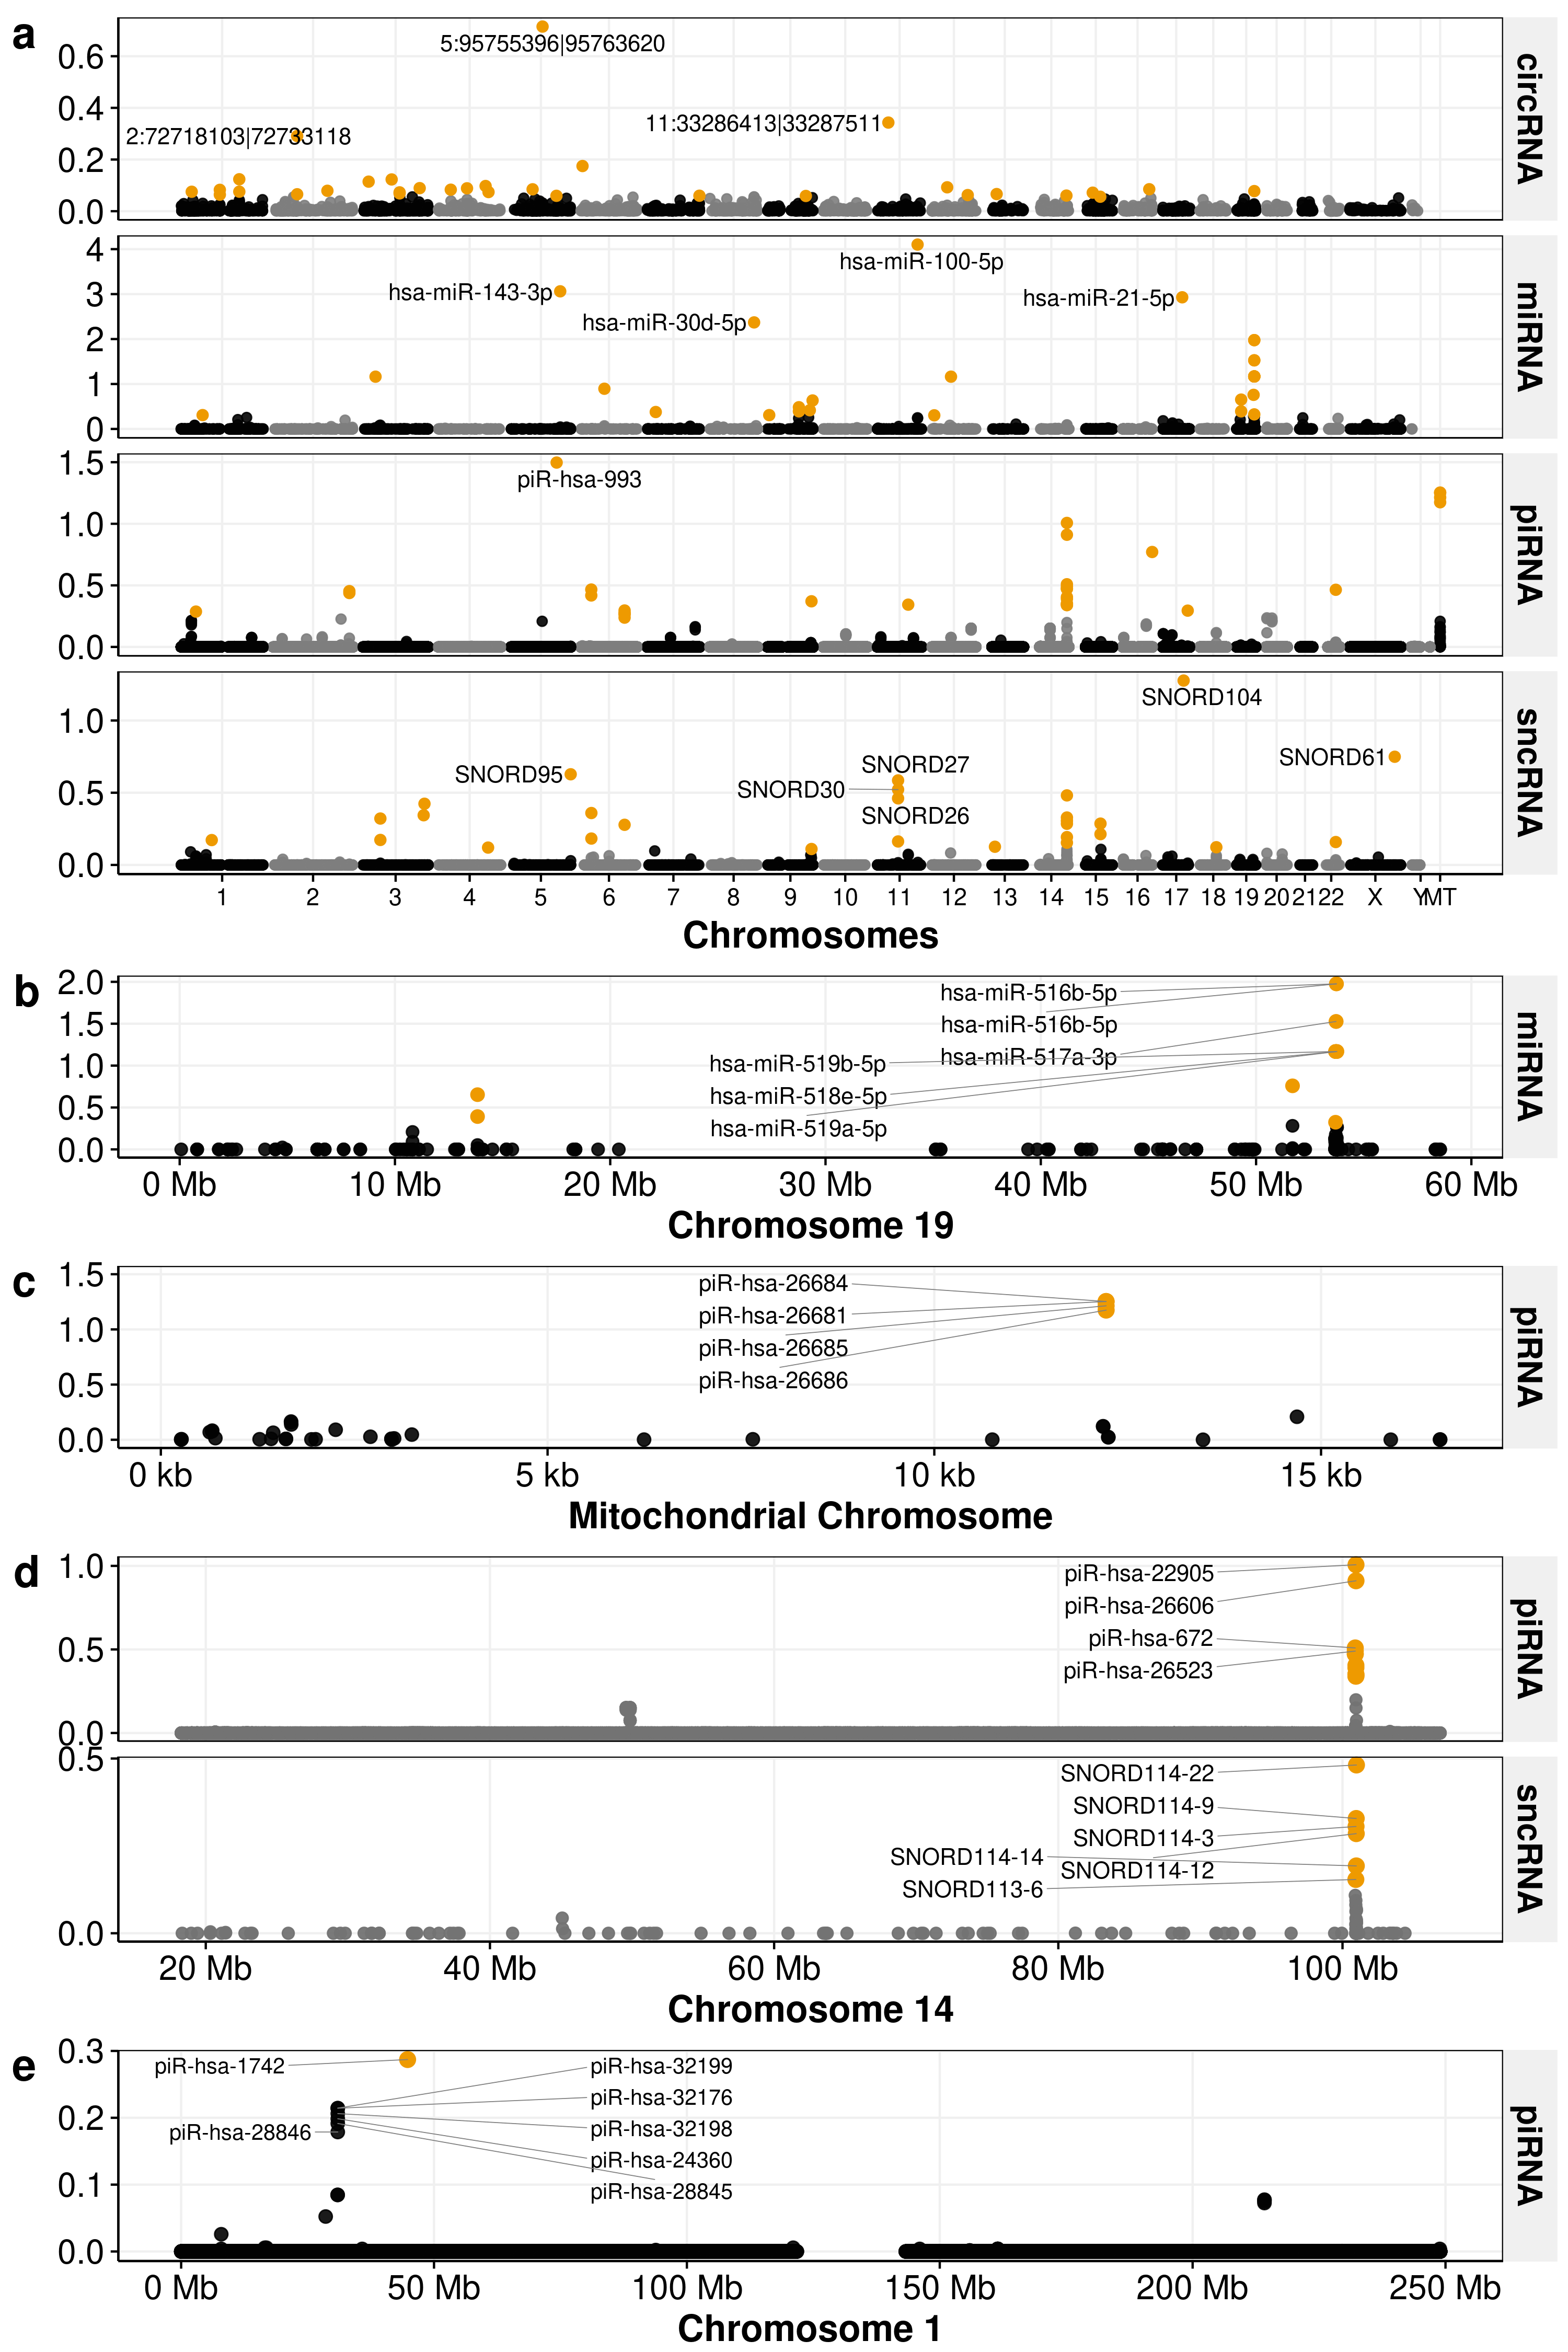 a
0.6
0.4
0.2
0.0
5:95755396|95763620
2:72718103|72733118
11:33286413|33287511
circRNA
4
3
2
1
0
hsa-miR-100-5p
hsa-miR-143-3p
hsa-miR-21-5p
hsa-miR-30d-5p
miRNA
1.5
1.0
0.5
0.0
piR-hsa-993
piRNA
1.0
0.5
0.0
SNORD104
SNORD61
SNORD95
SNORD27
SNORD30
SNORD26
sncRNA
1 2 3 4 5 6 7 8 9 10 11 12 13 14 15 16 17 18 19 20 21 22 X Y MT
Chromosomes
b
2.0
1.5
1.0
0.5
0.0
hsa-miR-516b-5p
hsa-miR-516b-5p
hsa-miR-517a-3p
hsa-miR-519b-5p
hsa-miR-518e-5p
hsa-miR-519a-5p
miRNA
0 Mb 10 Mb 20 Mb 30 Mb 40 Mb 50 Mb 60 Mb
Chromosome 19
c
1.5
1.0
0.5
0.0
piR-hsa-26684
piR-hsa-26681
piR-hsa-26685
piR-hsa-26686
piRNA
0 kb 5 kb 10 kb 15 kb
Mitochondrial Chromosome
d
1.0
0.5
0.0
piR-hsa-22905
piR-hsa-26606
piR-hsa-672
piR-hsa-26523
piRNA
0.5
0.0
SNORD114-22
SNORD114-9
SNORD114-3
SNORD114-14
SNORD114-12
SNORD113-6
sncRNA
20 Mb 40 Mb 60 Mb 80 Mb 100 Mb
Chromosome 14
e
0.3
0.2
0.1
0.0
piR-hsa-1742
piR-hsa-28846
piR-hsa-32199
piR-hsa-32176
piR-hsa-32198
piR-hsa-24360
piR-hsa-28845
piRNA
0 Mb 50 Mb 100 Mb 150 Mb 200 Mb 250 Mb
Chromosome 1